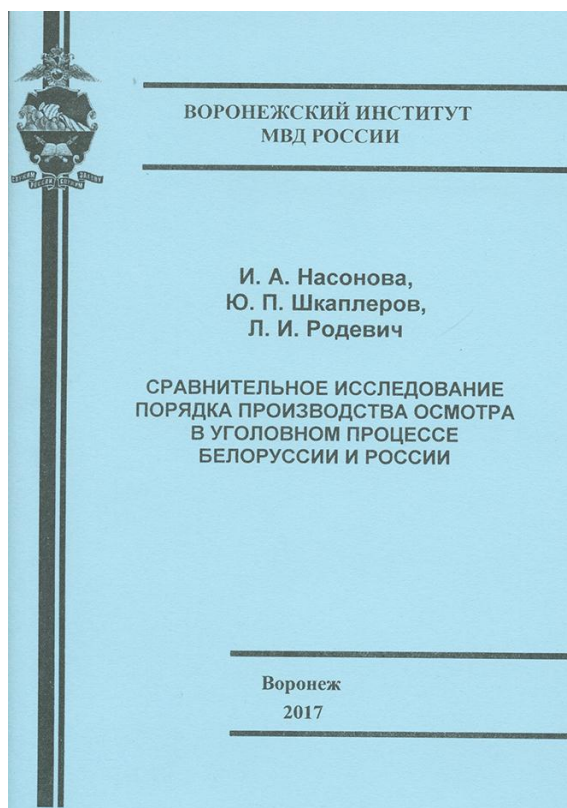 ВОРОНЕЖСКИЙ ИНСТИТУТ
МВД РОССИИ
И. А. Насонова,
Ю. П. Шкаплеров,
Л. И. Родевич
СРАВНИТЕЛЬНОЕ ИССЛЕДОВАНИЕ
ПОРЯДКА ПРОИЗВОДСТВА ОСМОТРА
В УГОЛОВНОМ ПРОЦЕССЕ
БЕЛОРУССИИ И РОССИИ
Воронеж
2017